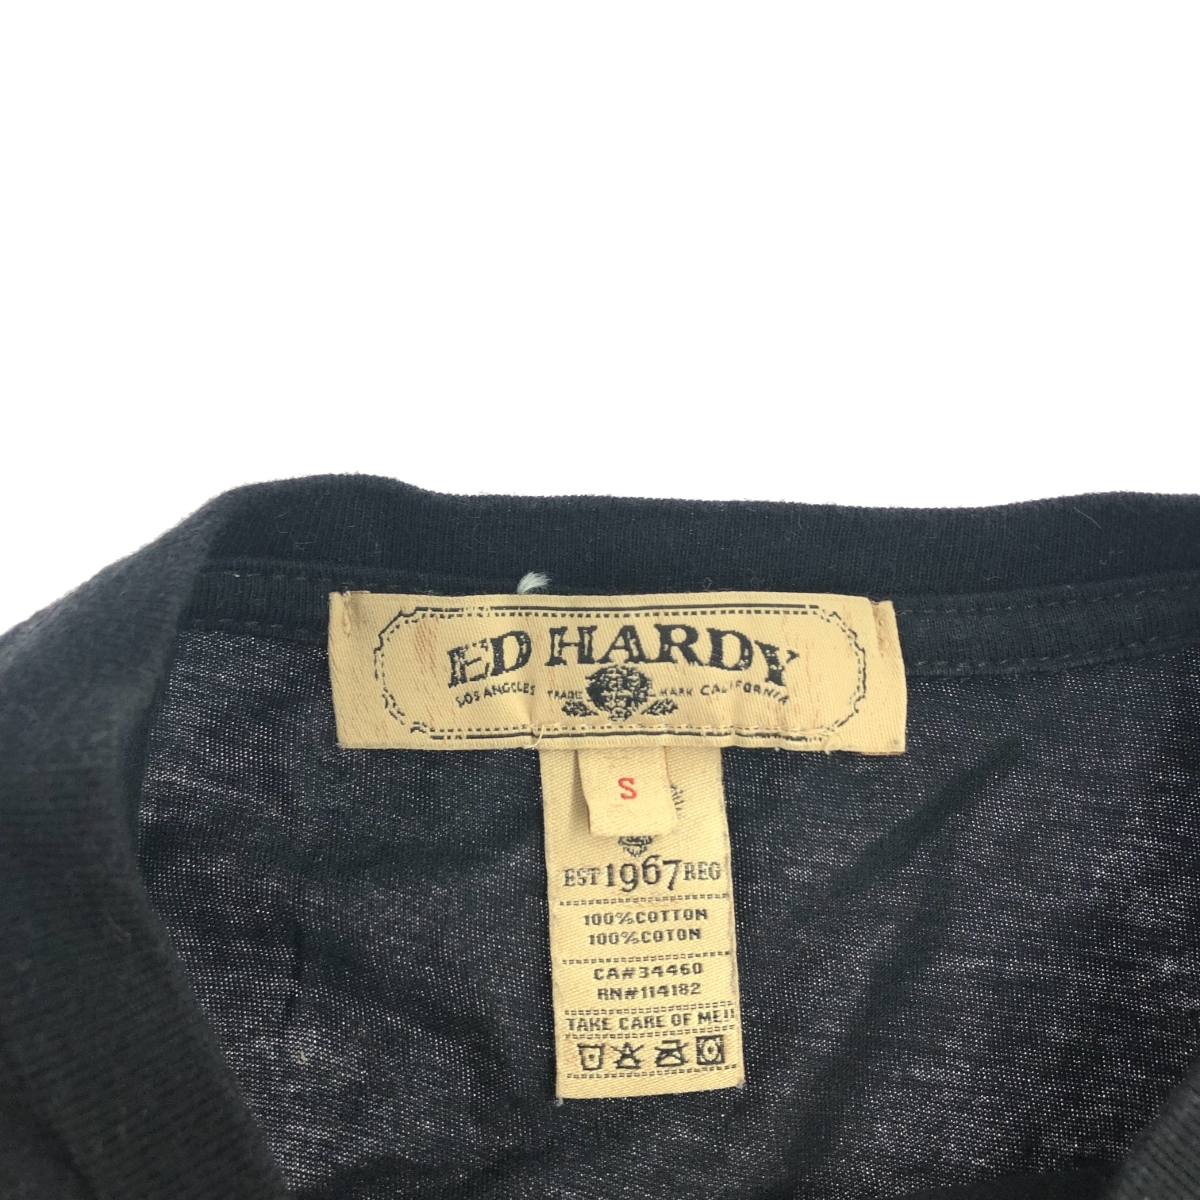 ED HARDY
LOS ANGELES TRADE MARK CALIFORNIA
S
EST 1967 REG
100%COTTON
100%COTON
CA#34460
RN#114182
TAKE CARE OF ME!!